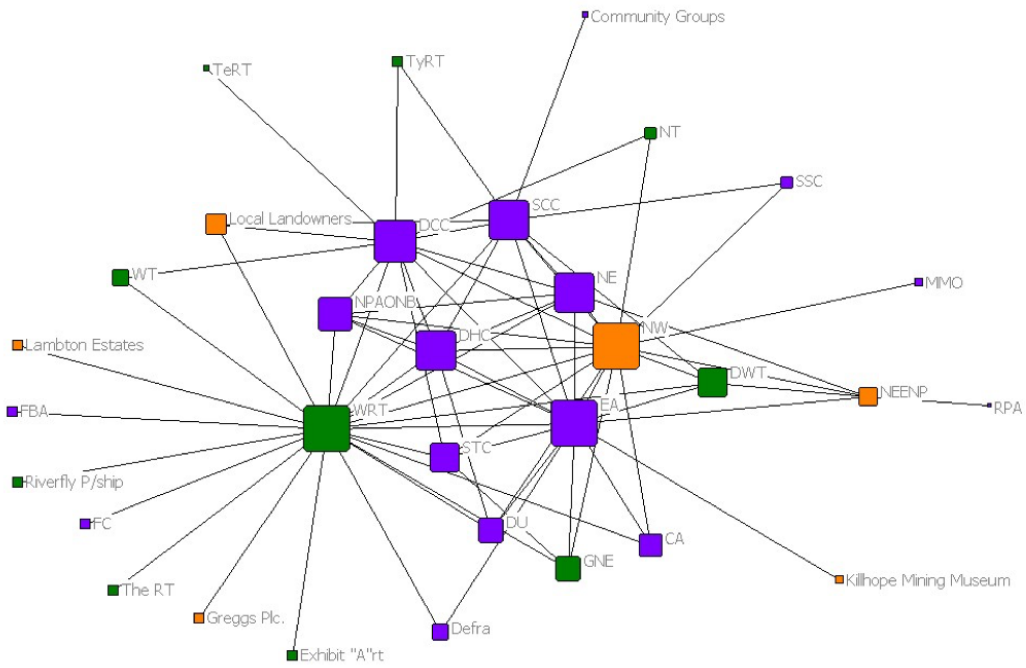 Community Groups
TyRT
TeRT
NT
SSC
SCC
Local Landowners
DCC
WT
NE
MMO
NPAONB
NW
DHC
Lambton Estates
DWT
NEENP
FBA
WRT
EA
RPA
STC
Riverfly P/ship
FC
DU
CA
GNE
Killhope Mining Museum
The RT
Greggs Plc.
Defra
Exhibit "A"rt